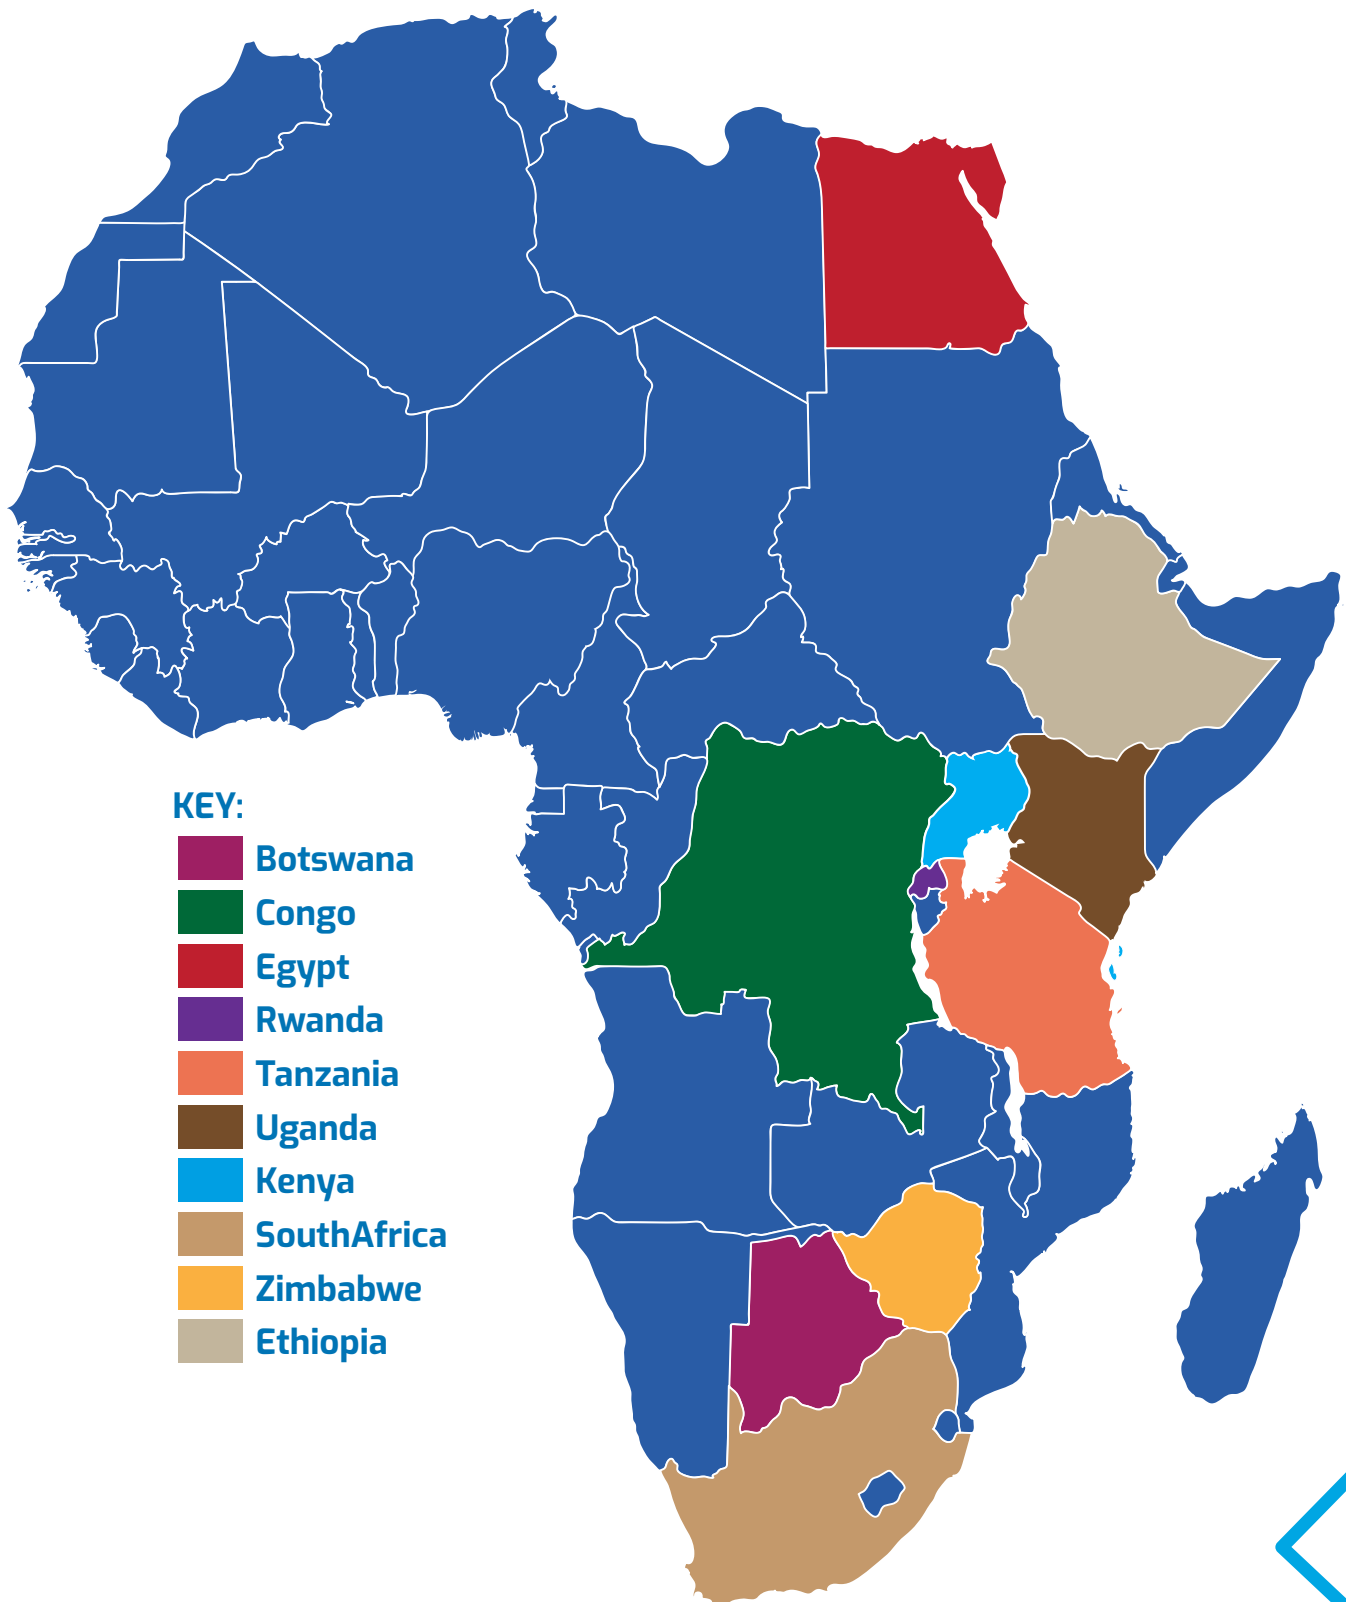 KEY:
Botswana
Congo
Egypt
Rwanda
Tanzania
Uganda
Kenya
SouthAfrica
Zimbabwe
Ethiopia